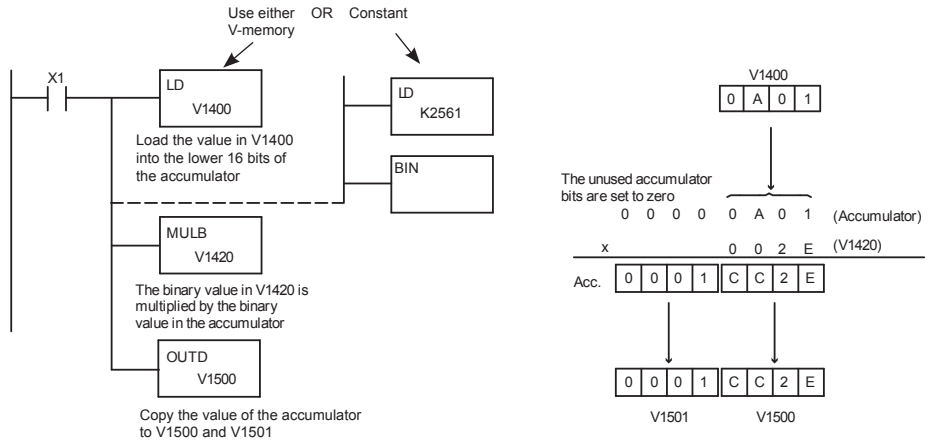 Use either OR Constant
V-memory
X1
LD
V1400
Load the value in V1400
into the lower 16 bits of
the accumulator
LD
K2561
BIN
MULB
V1420
The binary value in V1420 is
multiplied by the binary
value in the accumulator
OUTD
V1500
Copy the value of the accumulator
to V1500 and V1501
V1400
0 A 0 1
The unused accumulator
bits are set to zero
0 0 0 0 0 A 0 1 (Accumulator)
x 0 0 2 E (V1420)
Acc. 0 0 0 1 C C 2 E
0 0 0 1 C C 2 E
V1501 V1500